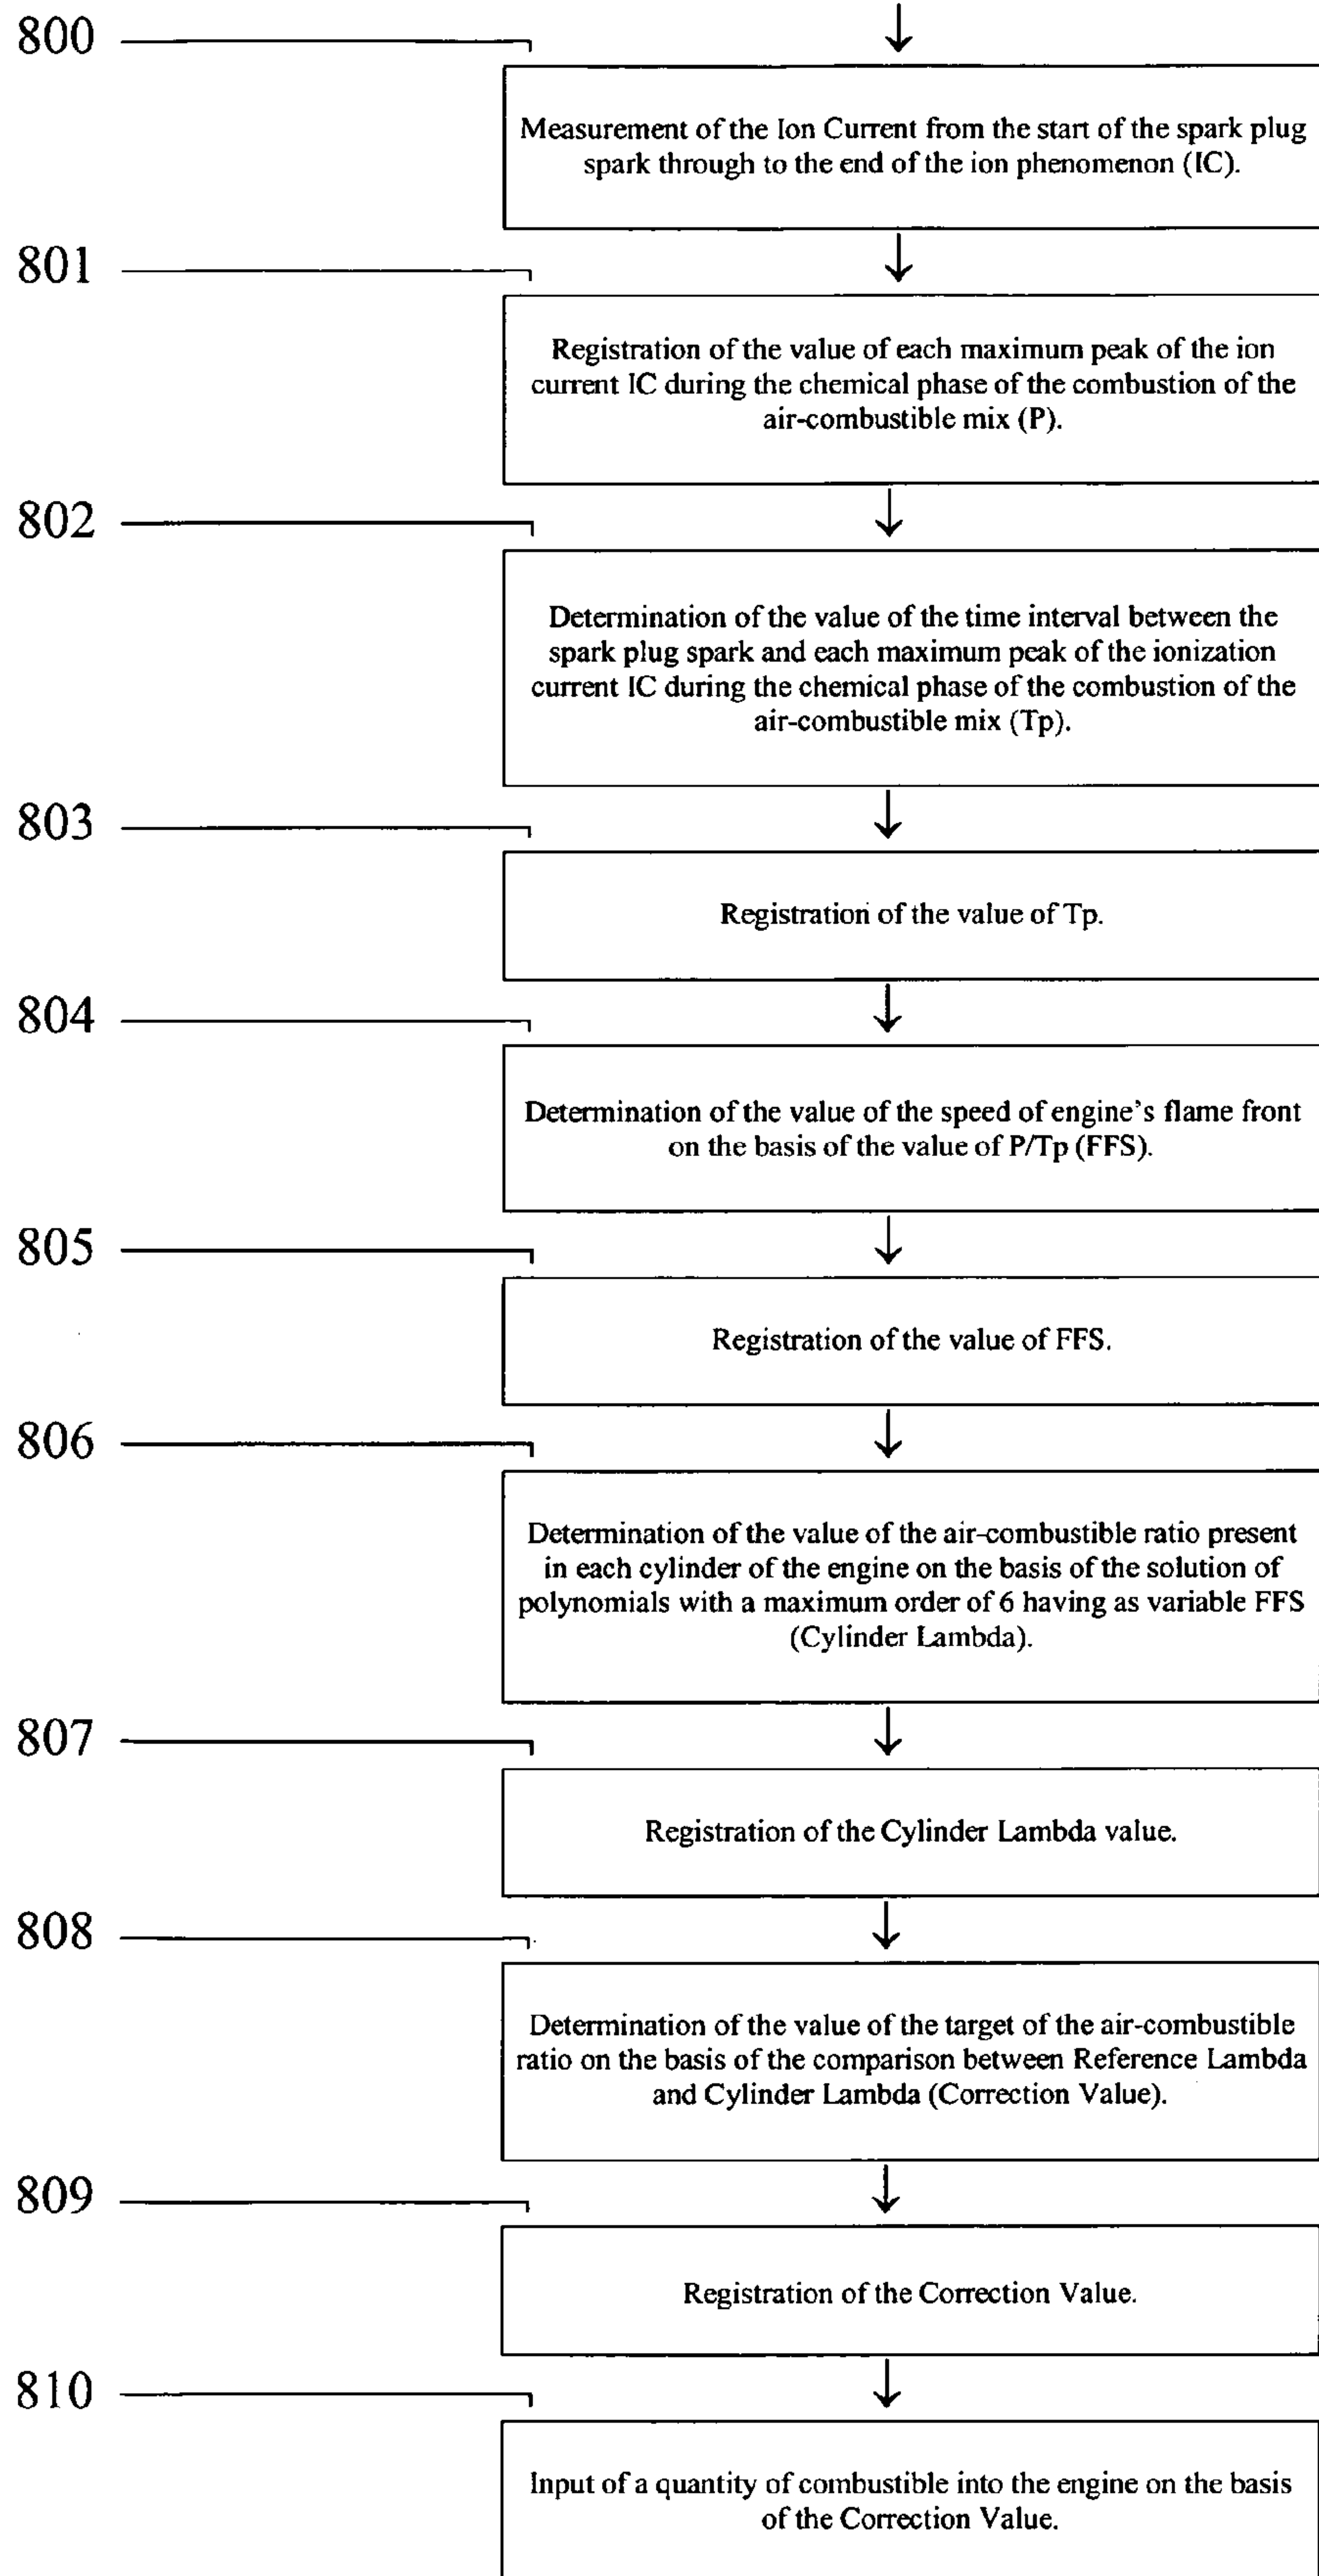 800
Measurement of the Ion Current from the start of the spark plug
spark through to the end of the ion phenomenon (IC).
801
Registration of the value of each maximum peak of the ion
current IC during the chemical phase of the combustion of the
air-combustible mix (P).
802
Determination of the value of the time interval between the
spark plug spark and each maximum peak of the ionization
current IC during the chemical phase of the combustion of the
air-combustible mix (Tp).
803
Registration of the value of Tp.
804
Determination of the value of the speed of engine's flame front
on the basis of the value of P/Tp (FFS).
805
Registration of the value of FFS.
806
Determination of the value of the air-combustible ratio present
in each cylinder of the engine on the basis of the solution of
polynomials with a maximum order of 6 having as variable FFS
(Cylinder Lambda).
807
Registration of the Cylinder Lambda value.
808
Determination of the value of the target of the air-combustible
ratio on the basis of the comparison between Reference Lambda
and Cylinder Lambda (Correction Value).
809
Registration of the Correction Value.
810
Input of a quantity of combustible into the engine on the basis
of the Correction Value.